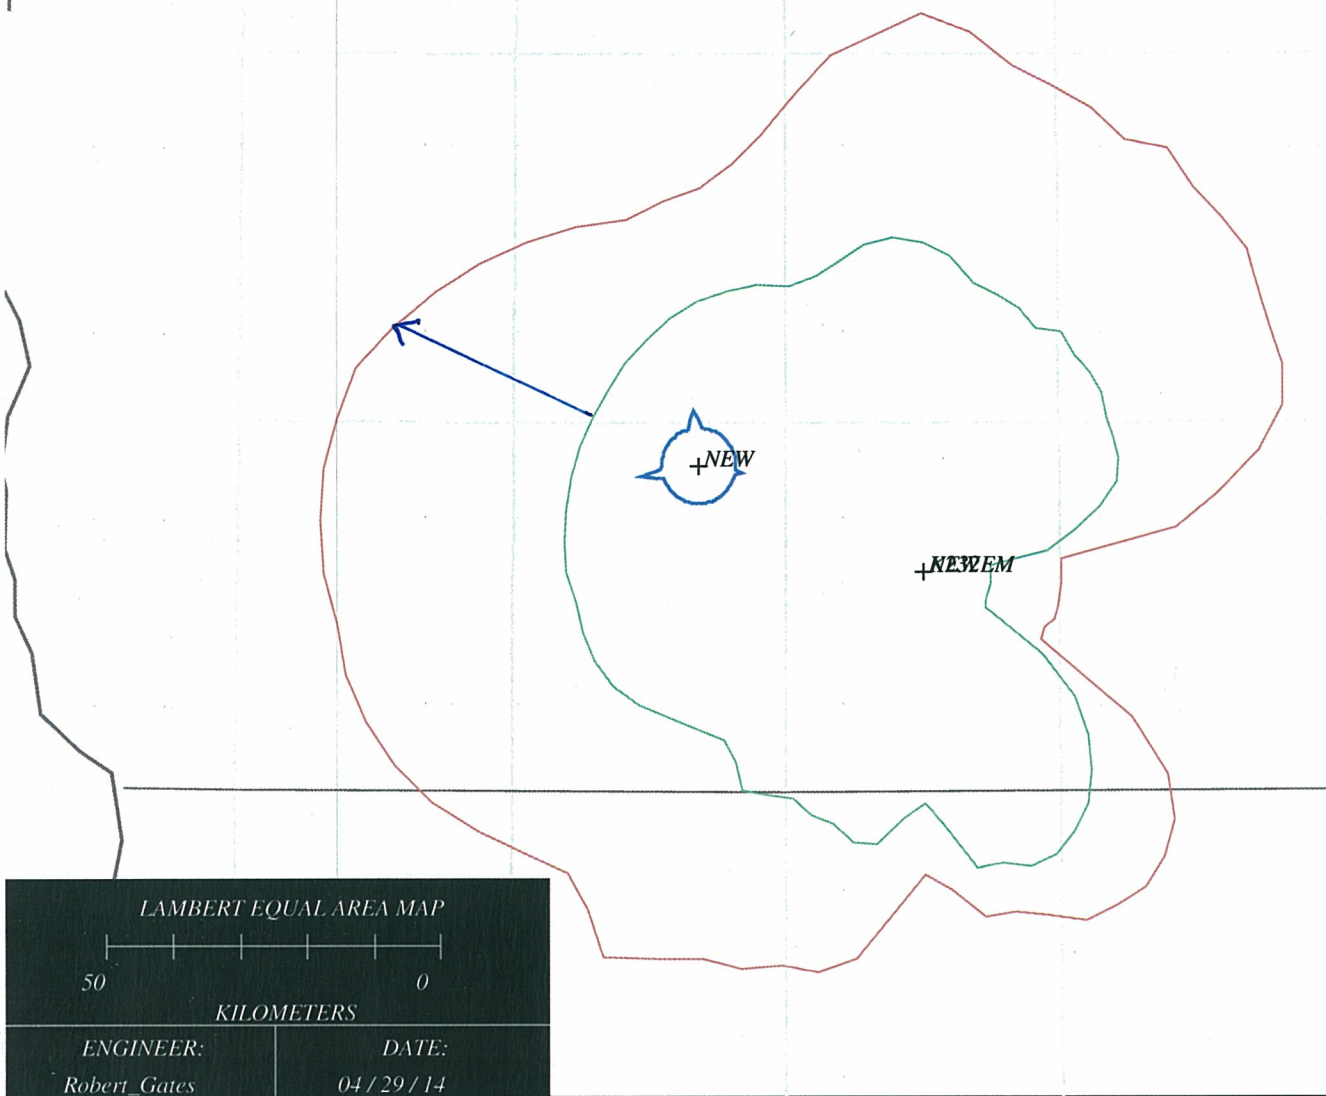 NEW
LAMBERT EQUAL AREA MAP
50 0
KILOMETERS
ENGINEER: DATE:
Robert_Gates 04/29/14